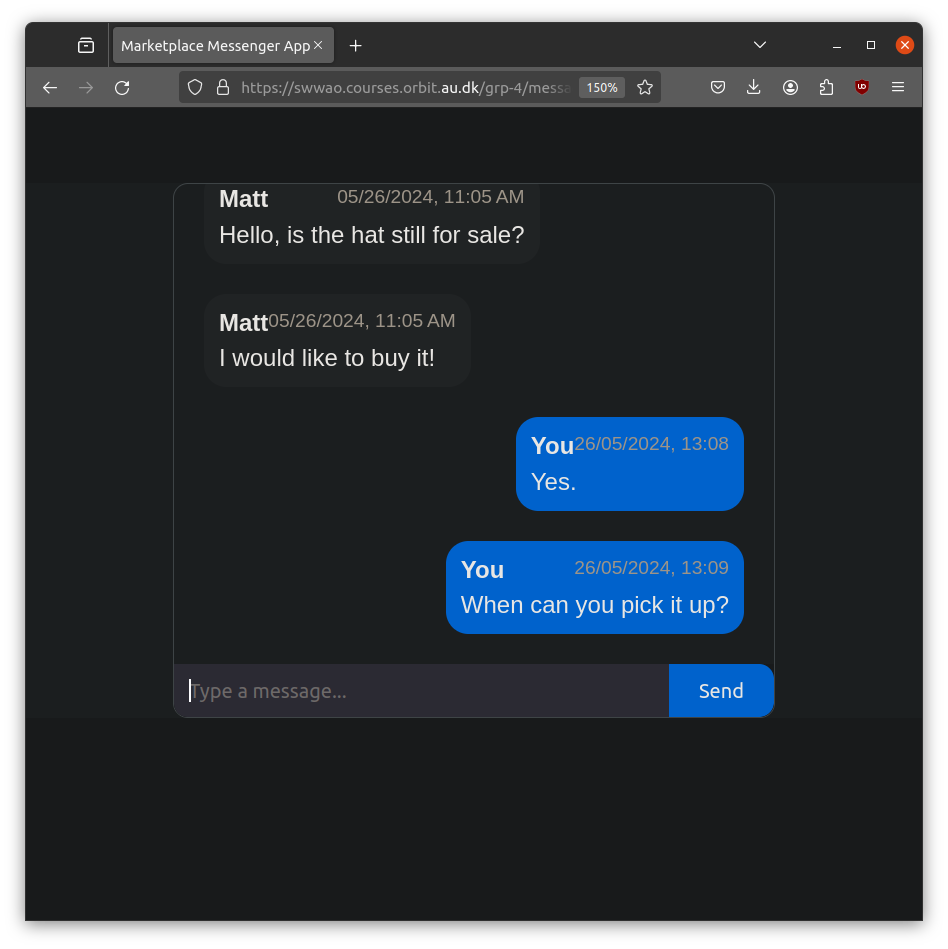 Marketplace Messenger App
https://swwao.courses.orbit.au.dk/grp-4/messa
150%
Matt 05/26/2024, 11:05 AM
Hello, is the hat still for sale?
Matt 05/26/2024, 11:05 AM
I would like to buy it!
You 26/05/2024, 13:08
Yes.
You 26/05/2024, 13:09
When can you pick it up?
Type a message...
Send